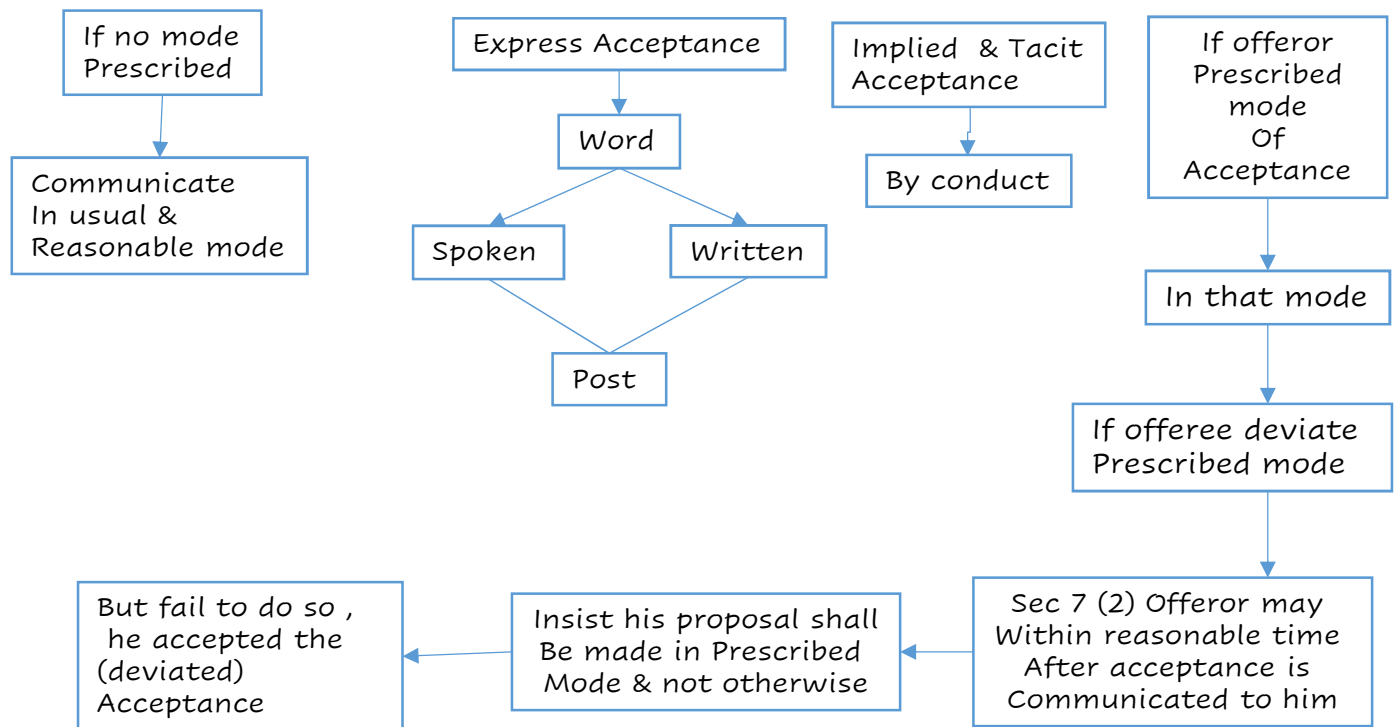 If no mode
Prescribed
Communicate
In usual &
Reasonable mode
Express Acceptance
Word
Spoken
Written
Post
Implied & Tacit
Acceptance
By conduct
If offeror
Prescribed
mode
Of
Acceptance
In that mode
If offeree deviate
Prescribed mode
Sec 7 (2) Offeror may
Within reasonable time
After acceptance is
Communicated to him
Insist his proposal shall
Be made in Prescribed
Mode & not otherwise
But fail to do so ,
he accepted the
(deviated)
Acceptance